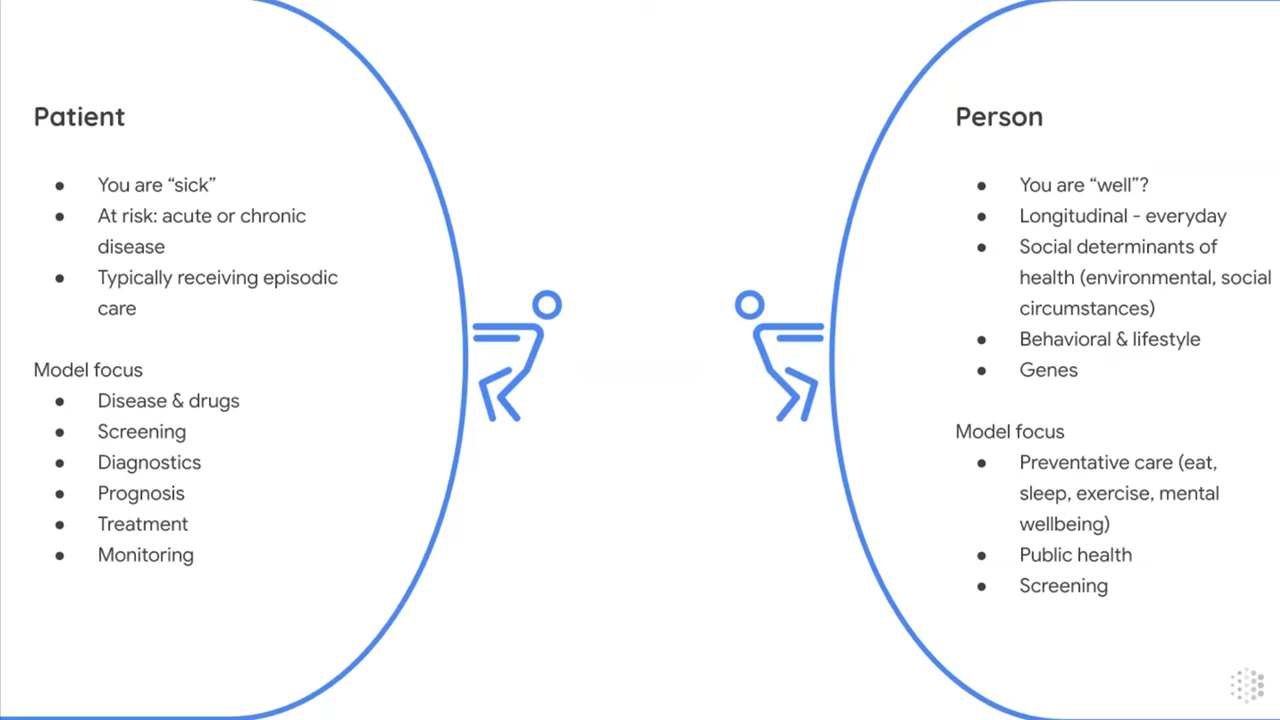 Patient
● You are “sick”
● At risk: acute or chronic
disease
● Typically receiving episodic
care
Model focus
● Disease & drugs
● Screening
● Diagnostics
● Prognosis
● Treatment
● Monitoring
Person
● You are “well”?
● Longitudinal - everyday
● Social determinants of
health (environmental, social
circumstances)
● Behavioral & lifestyle
● Genes
Model focus
● Preventative care (eat,
sleep, exercise, mental
wellbeing)
● Public health
● Screening